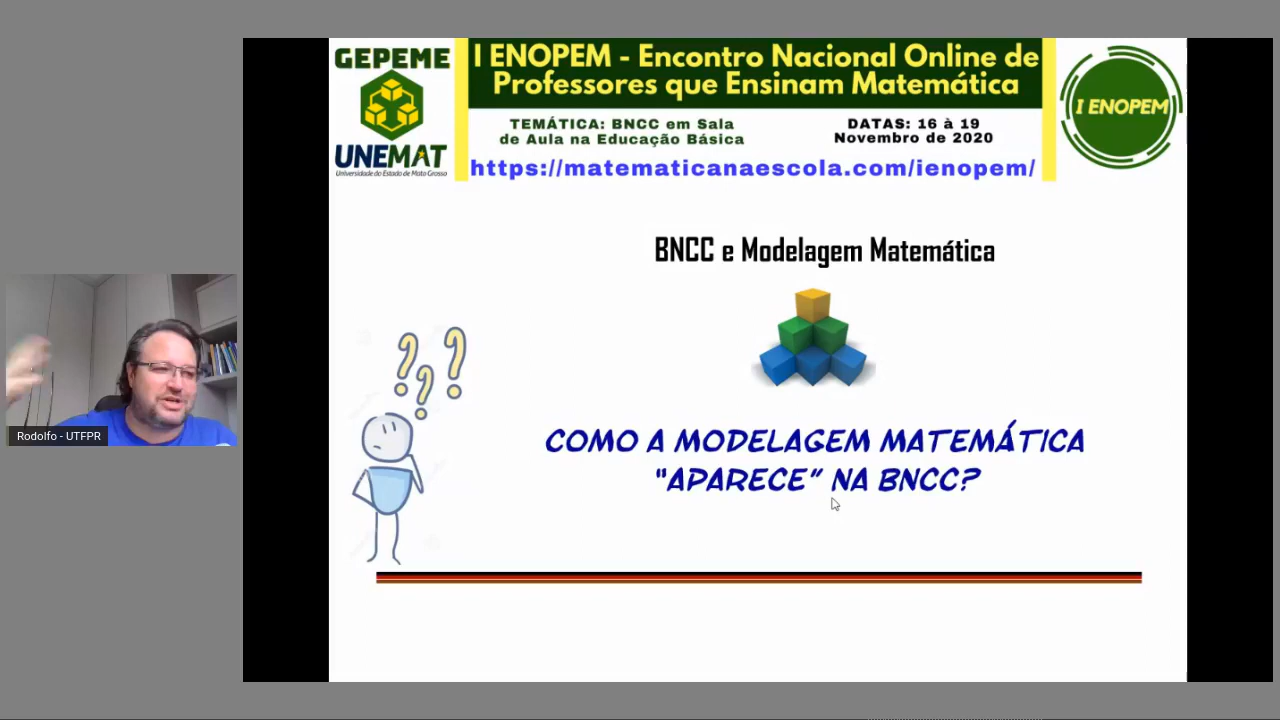 GEPEME
UNEMAT
Universidade do Estado de Mato Grosso
I ENOPEM - Encontro Nacional Online de
Professores que Ensinam Matemática
TEMÁTICA: BNCC em Sala
de Aula na Educação Básica
DATAS: 16 à 19
Novembro de 2020
https://matematicanaescola.com/ienopem/
I ENOPEM
BNCC e Modelagem Matemática
???
COMO A MODELAGEM MATEMÁTICA
"APARECE" NA BNCC?
Rodolfo - UTFPR